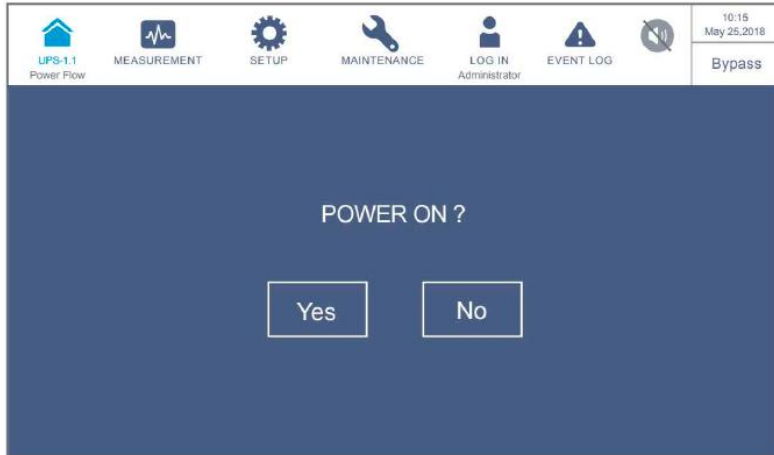 UPS-1.1
Power Flow
MEASUREMENT
SETUP
MAINTENANCE
LOG IN
Administrator
EVENT LOG
10:15
May 25,2018
Bypass
POWER ON ?
Yes
No